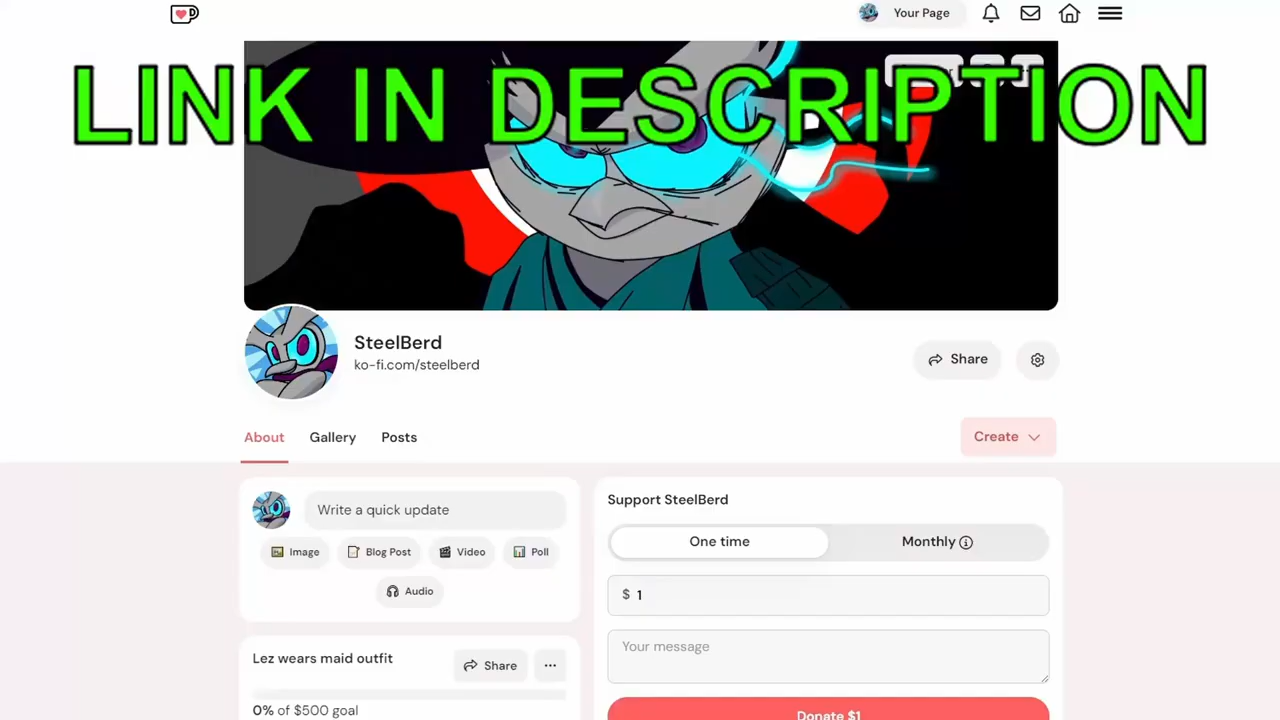 Your Page
LINK IN DESCRIPTION
SteelBerd
ko-fi.com/steelberd
Share
About
Gallery
Posts
Create
Write a quick update
Image
Blog Post
Video
Poll
Audio
Support SteelBerd
One time
Monthly
$ 1
Your message
Donate $1
Lez wears maid outfit
Share
0% of $500 goal